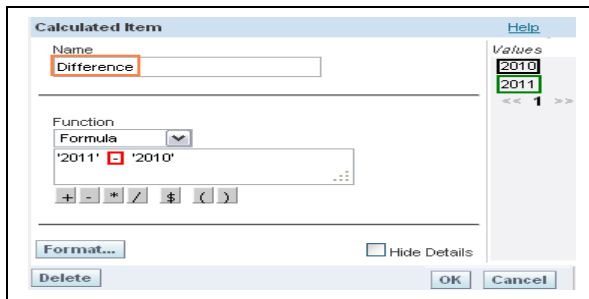 Calculated Item
Help
Name
Difference
Values
2010
2011
<< 1 >>
Function
Formula
'2011' - '2010'
+ - * / $ ( )
Format...
Hide Details
Delete
OK
Cancel